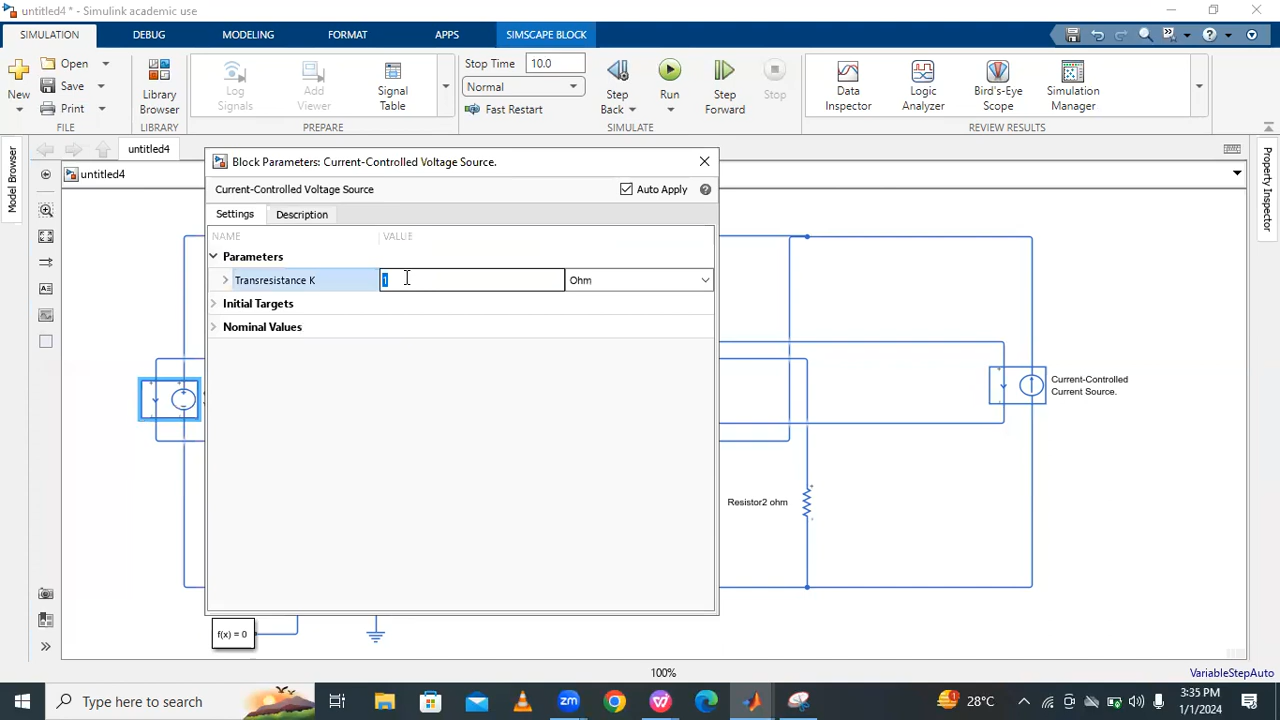 untitled4 * - Simulink academic use
SIMULATION DEBUG MODELING FORMAT APPS SIMSCAPE BLOCK
New
Open
Save
Print
FILE
Library
Browser
LIBRARY
Log
Signals
Add
Viewer
Signal
Table
PREPARE
Stop Time 10.0
Normal
Fast Restart
Step
Back
Run
Step
Forward
Stop
SIMULATE
Data
Inspector
Logic
Analyzer
Bird's-Eye
Scope
Simulation
Manager
REVIEW RESULTS
Model Browser
untitled4
untitled4
Property Inspector
Block Parameters: Current-Controlled Voltage Source.
Current-Controlled Voltage Source
Auto Apply
Settings Description
NAME VALUE
Parameters
Transresistance K 1 Ohm
Initial Targets
Nominal Values
Current-Controlled
Current Source.
Resistor2 ohm
f(x) = 0
100%
VariableStepAuto
Type here to search
1
28°C
3:35 PM
1/1/2024